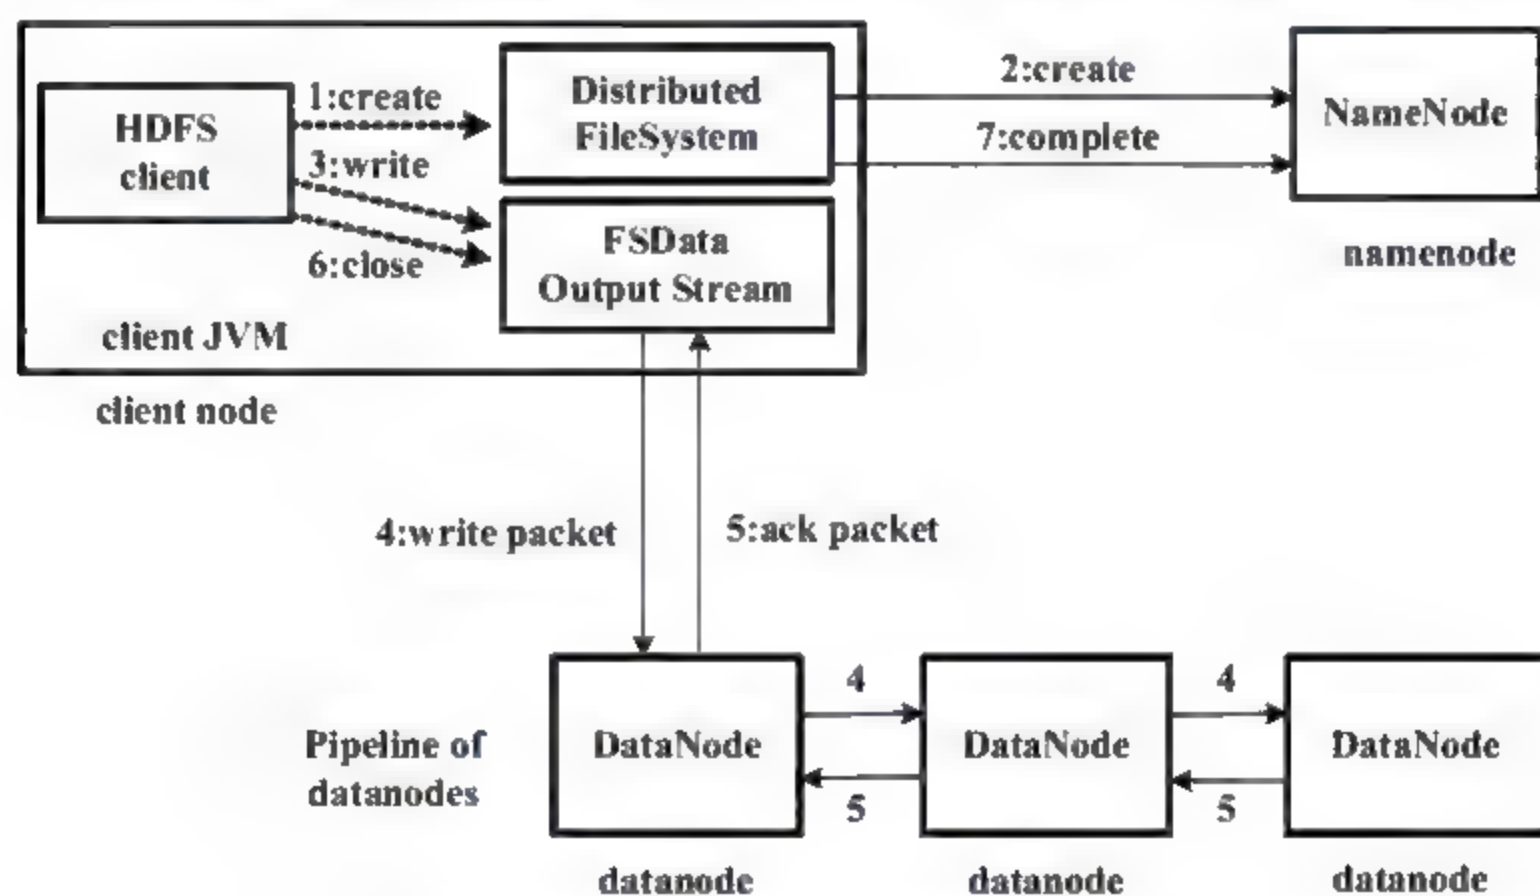 HDFS
client
1:create
3:write
6:close
Distributed
FileSystem
FSData
Output Stream
client JVM
client node
2:create
7:complete
NameNode
namenode
4:write packet
5:ack packet
Pipeline of
datanodes
DataNode
4
5
DataNode
4
5
DataNode
datanode
datanode
datanode